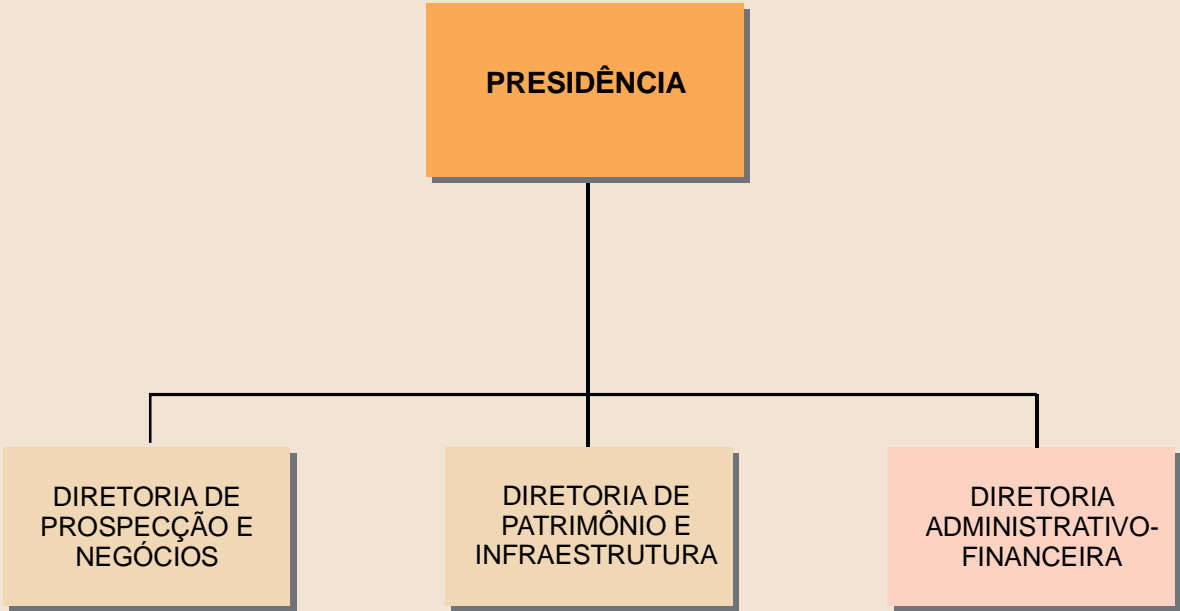 PRESIDÊNCIA
DIRETORIA DE
PROSPECÇÃO E
NEGÓCIOS
DIRETORIA DE
PATRIMÔNIO E
INFRAESTRUTURA
DIRETORIA
ADMINISTRATIVO-
FINANCEIRA